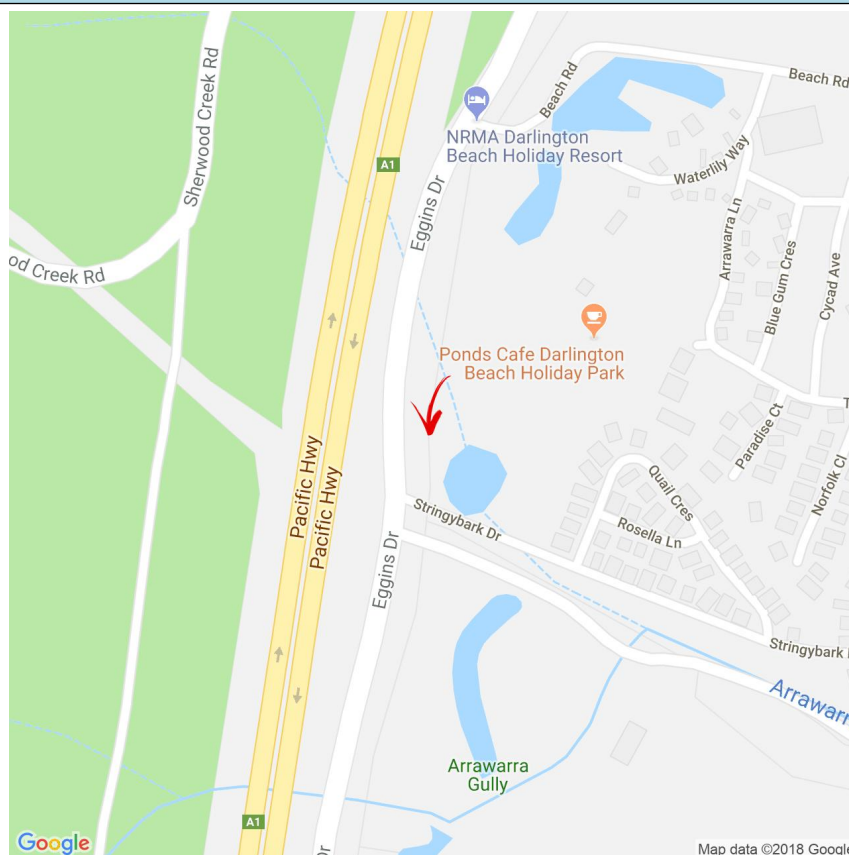 Sherwood Creek Rd
Beach Rd
Beach Rd
NRMA Darlington
Beach Holiday Resort
Waterlily Way
A1
Eggins Dr
Arrawarra Ln
Blue Gum Cres
Cycad Ave
od Creek Rd
Ponds Cafe Darlington
Beach Holiday Park
Paradise Ct
T
Pacific Hwy
Pacific Hwy
Quail Cres
Norfolk Cl
Stringybark Dr
Rosella Ln
Eggins Dr
Stringybark
Arrawarr
Arrawarra
Gully
A1
Dr
Google
Map data ©2018 Google